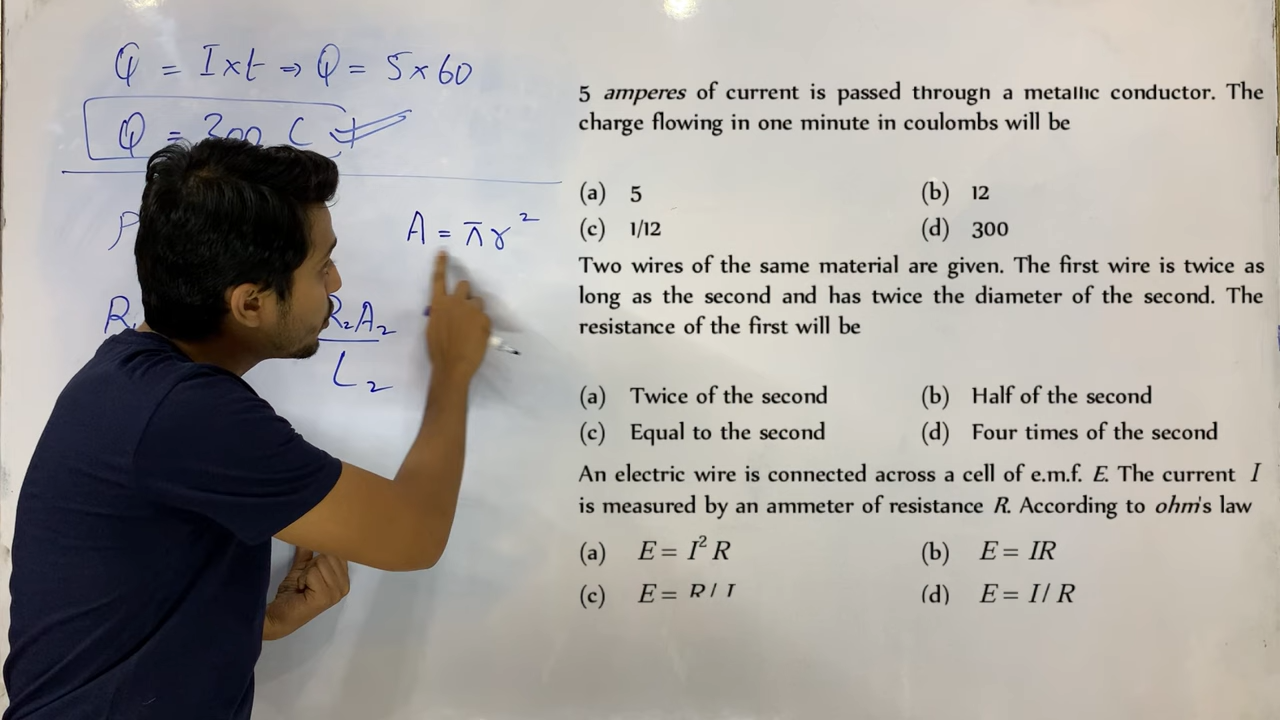 Q = I×t ⇒ Q = 5×60
Q = 300 C
A = πr²
R₂A₂
L₂
5 amperes of current is passed through a metallic conductor. The
charge flowing in one minute in coulombs will be
(a) 5 (b) 12
(c) 1/12 (d) 300
Two wires of the same material are given. The first wire is twice as
long as the second and has twice the diameter of the second. The
resistance of the first will be
(a) Twice of the second (b) Half of the second
(c) Equal to the second (d) Four times of the second
An electric wire is connected across a cell of e.m.f. E. The current I
is measured by an ammeter of resistance R. According to ohm's law
(a) E = I² R (b) E = IR
(c) E = R / I (d) E = I / R